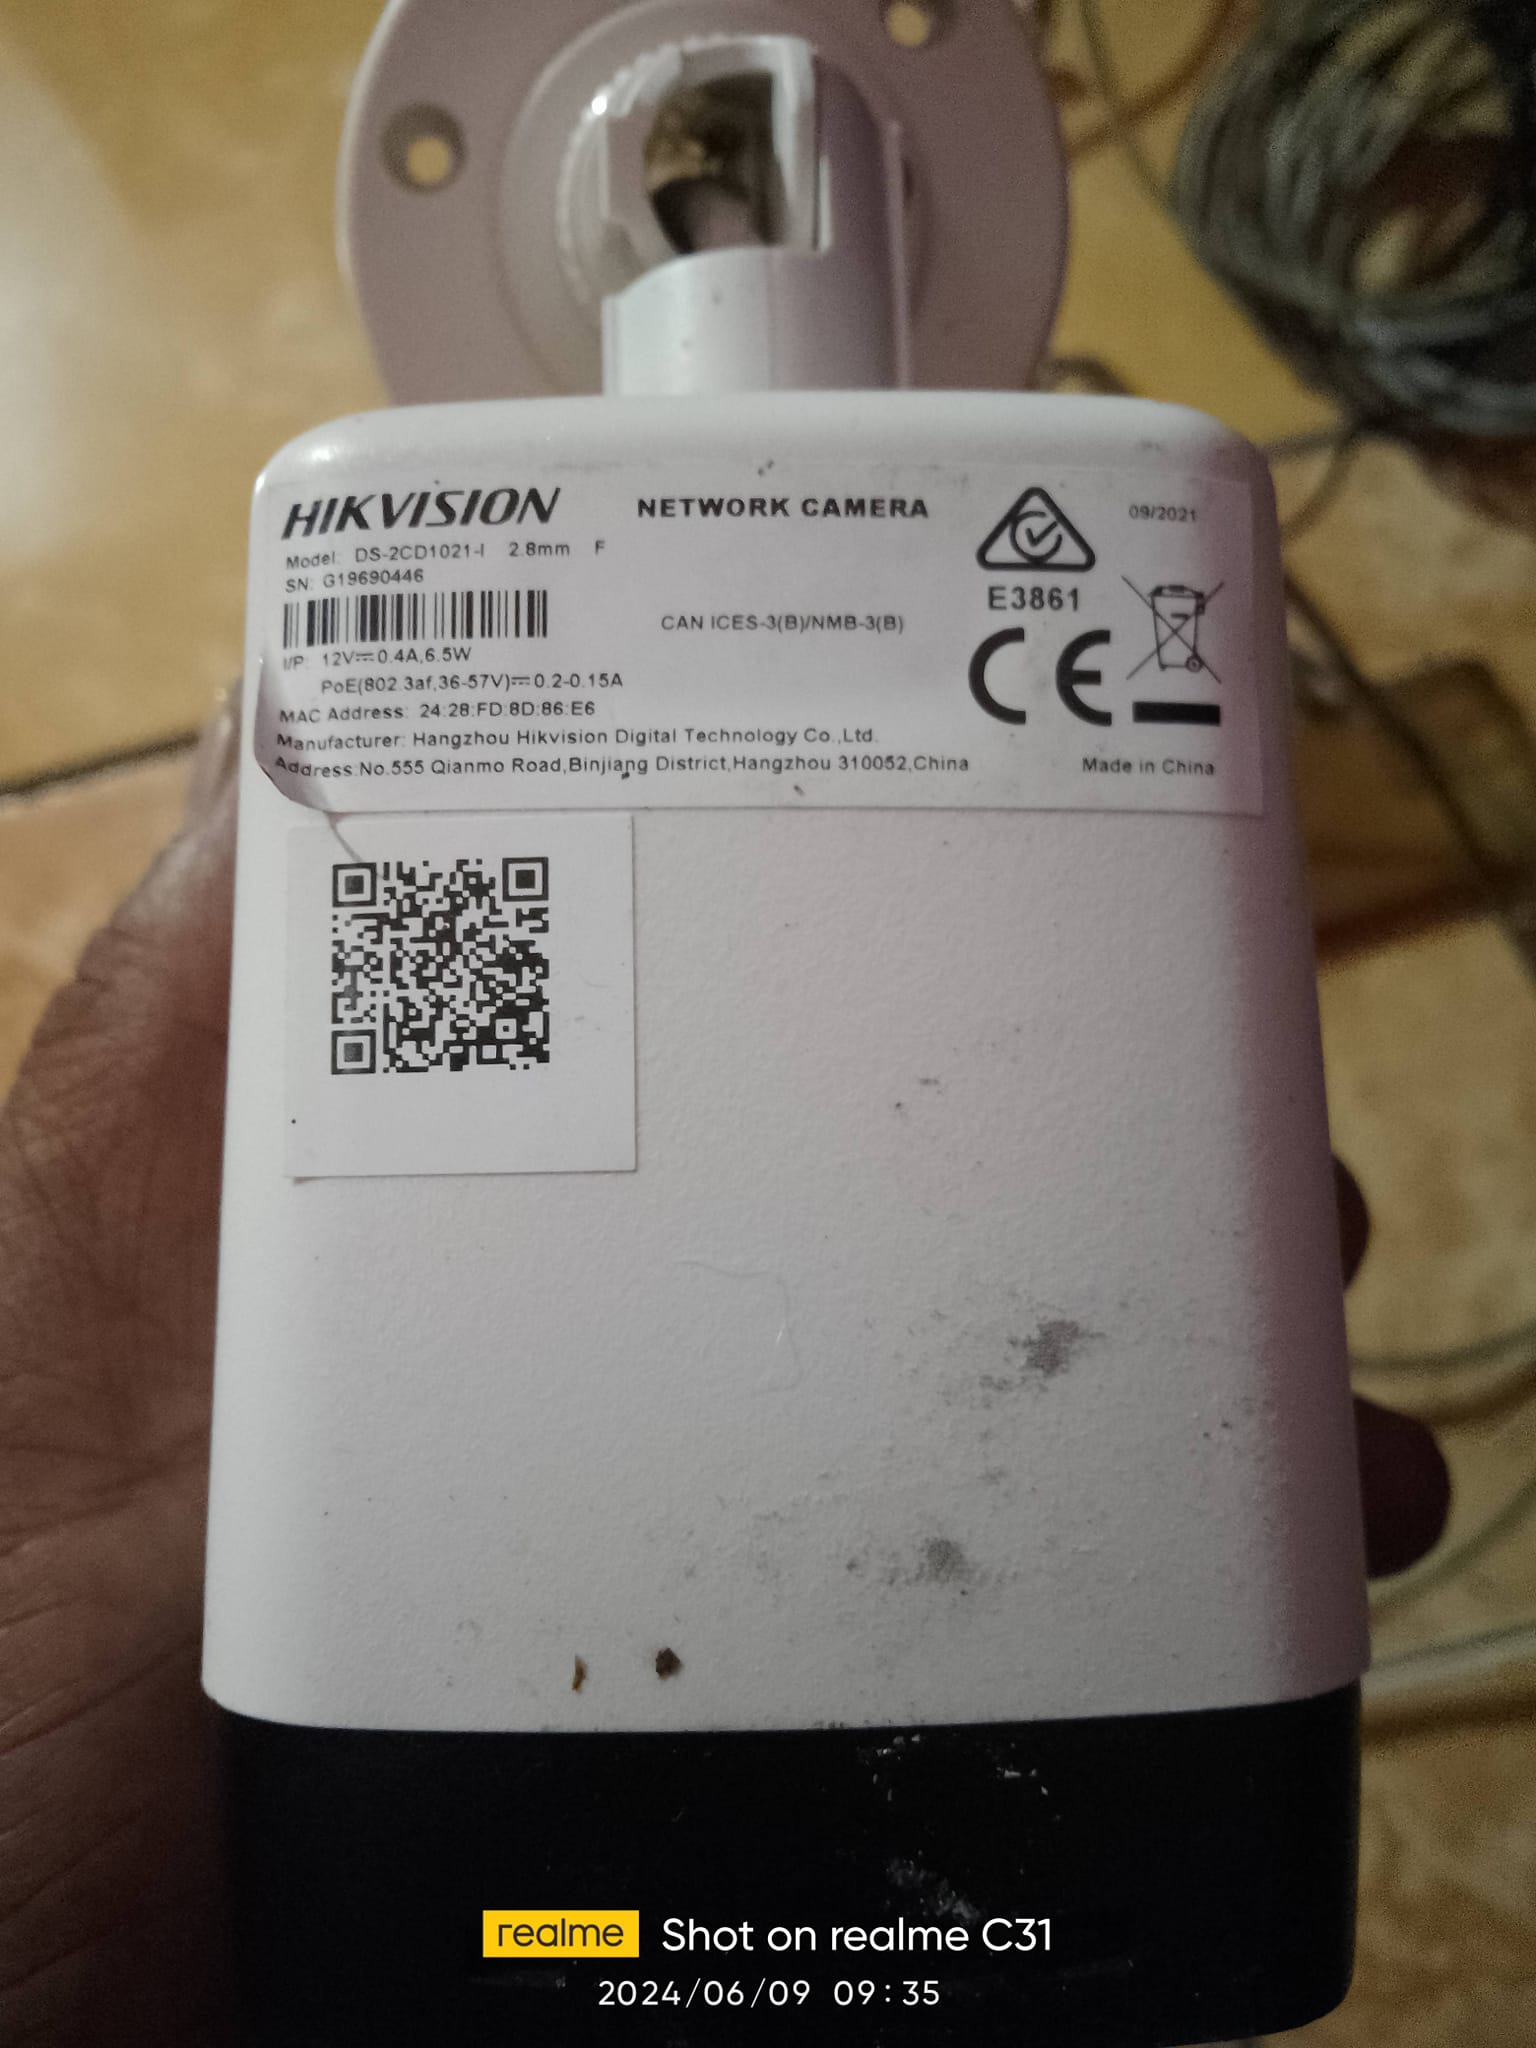 HIKVISION
NETWORK CAMERA
09/2021
Model: DS-2CD1021-I 2.8mm F
SN: G19690446
E3861
CAN ICES-3(B)/NMB-3(B)
I/P: 12V⎓0.4A,6.5W
PoE(802.3af,36-57V)⎓0.2-0.15A
CE
MAC Address: 24:28:FD:8D:86:E6
Manufacturer: Hangzhou Hikvision Digital Technology Co.,Ltd.
Address:No.555 Qianmo Road,Binjiang District,Hangzhou 310052,China
Made in China
realme Shot on realme C31
2024/06/09 09:35